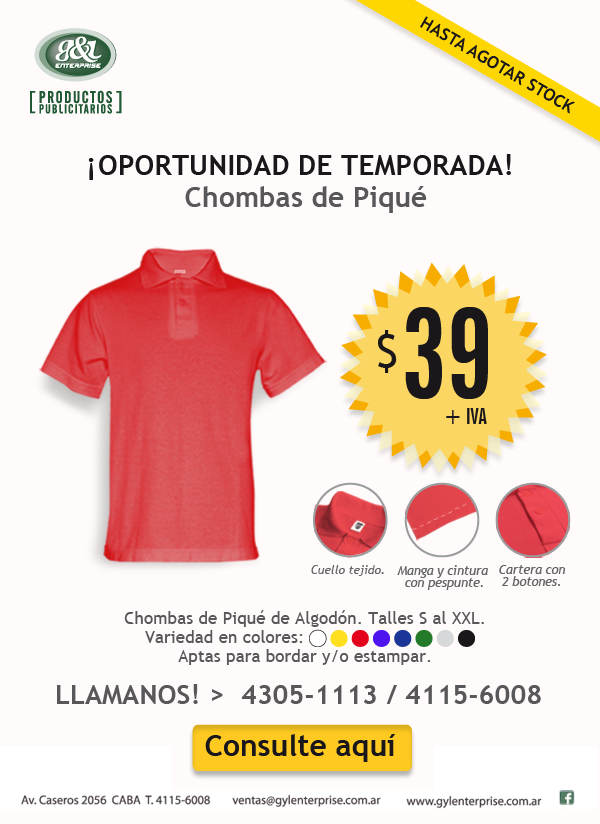 g&l
ENTERPRISE
[PRODUCTOS
PUBLICITARIOS]
HASTA AGOTAR STOCK
¡OPORTUNIDAD DE TEMPORADA!
Chombas de Piqué
$ 39
+ IVA
Cuello tejido.
Manga y cintura
con pespunte.
Cartera con
2 botones.
Chombas de Piqué de Algodón. Talles S al XXL.
Variedad en colores:
Aptas para bordar y/o estampar.
LLAMANOS! > 4305-1113 / 4115-6008
Consulte aquí
Av. Caseros 2056 CABA T. 4115-6008 ventas@gylenterprise.com.ar www.gylenterprise.com.ar f